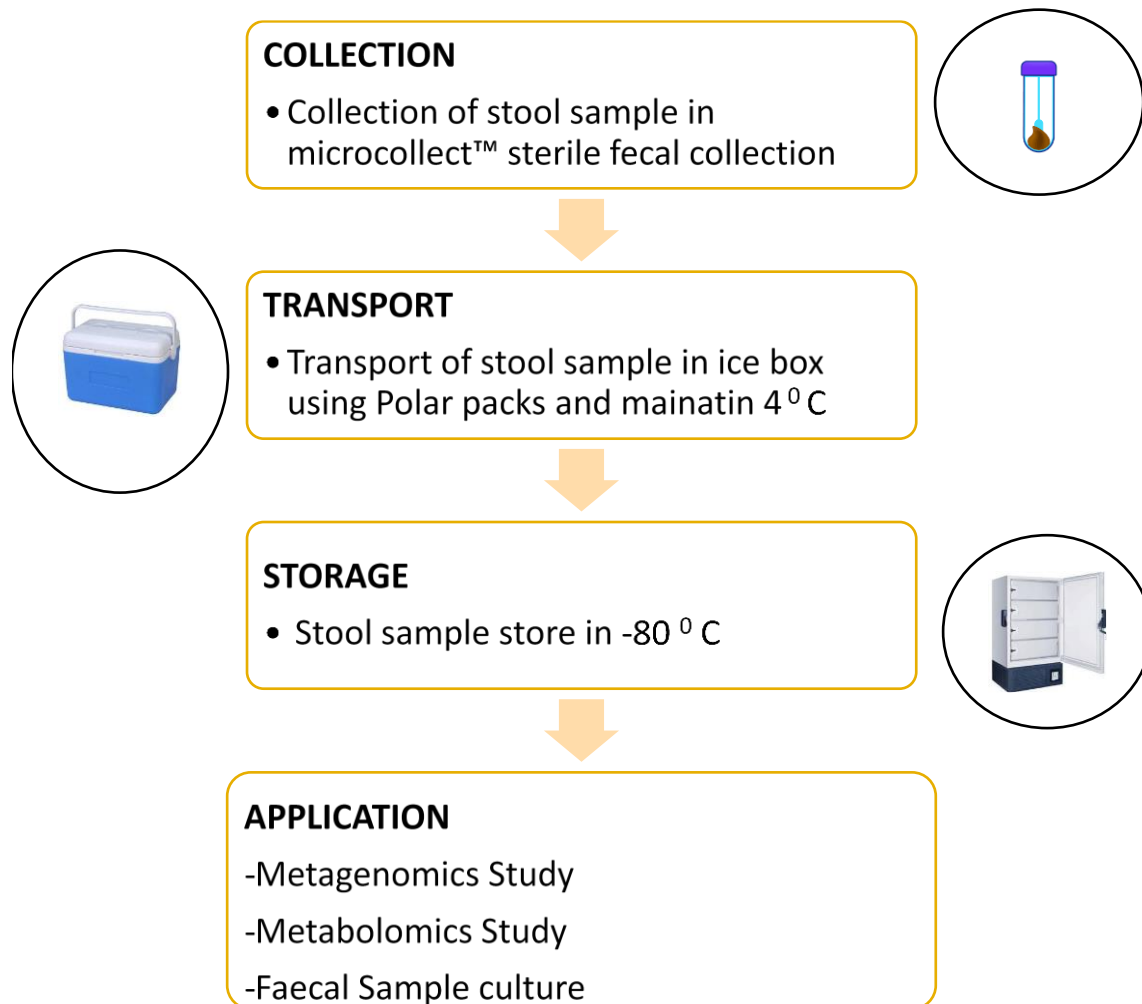 COLLECTION
• Collection of stool sample in
microcollect™ sterile fecal collection
TRANSPORT
• Transport of stool sample in ice box
using Polar packs and mainatin 4⁰ C
STORAGE
• Stool sample store in -80 ⁰ C
APPLICATION
-Metagenomics Study
-Metabolomics Study
-Faecal Sample culture